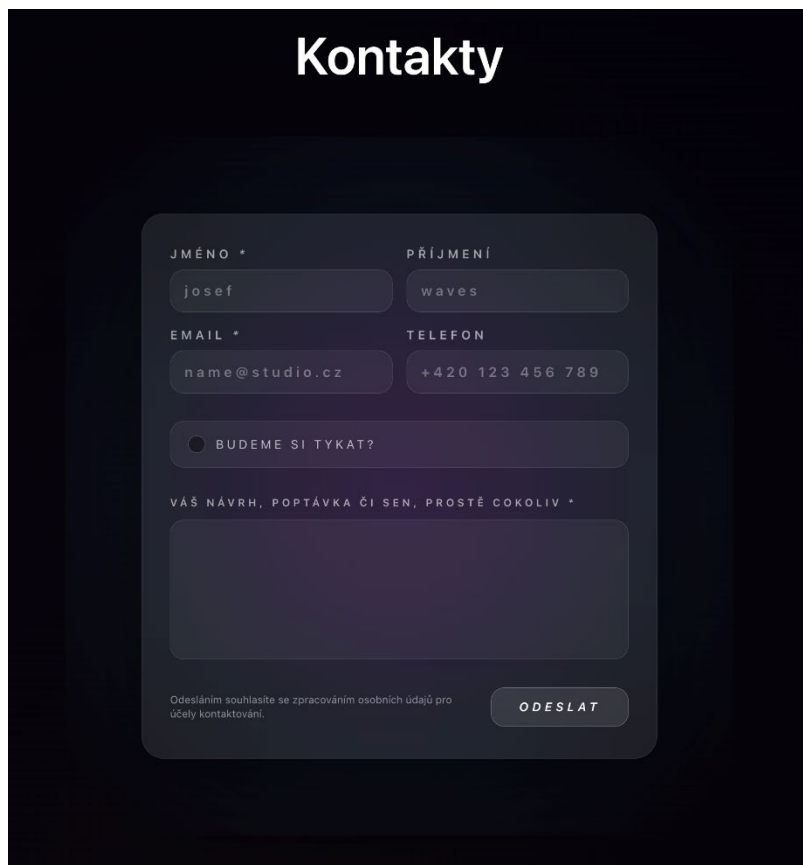 Kontakty
JMÉNO *
PŘÍJMENÍ
josef
waves
EMAIL *
TELEFON
name@studio.cz
+420 123 456 789
BUDEME SI TYKAT?
VÁŠ NÁVRH, POPTÁVKA ČI SEN, PROSTĚ COKOLIV *
Odesláním souhlasíte se zpracováním osobních údajů pro
účely kontaktování.
ODESLAT